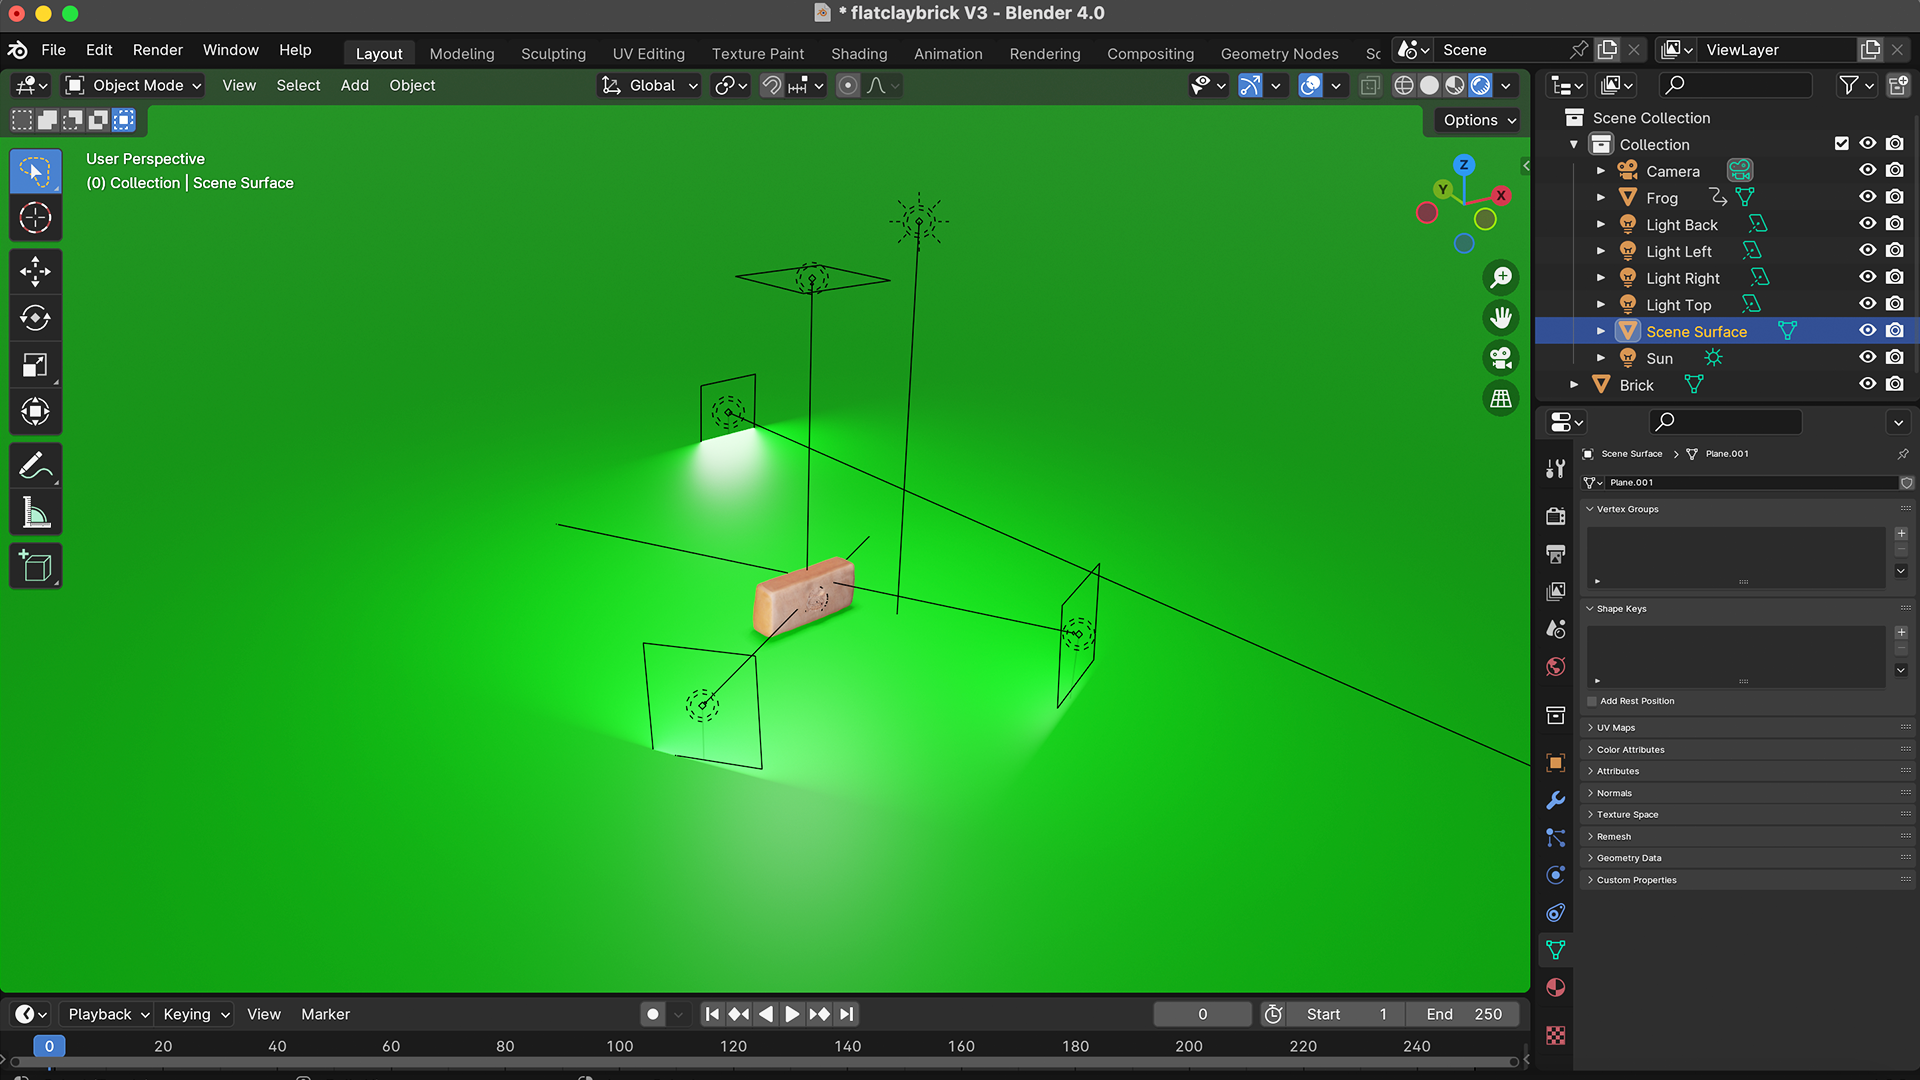 * flatclaybrick V3 - Blender 4.0
File Edit Render Window Help Layout Modeling Sculpting UV Editing Texture Paint Shading Animation Rendering Compositing Geometry Nodes Sc Scene ViewLayer
Object Mode View Select Add Object Global
Options
User Perspective
(0) Collection | Scene Surface
Z
Y
X
Scene Collection
Collection
Camera
Frog
Light Back
Light Left
Light Right
Light Top
Scene Surface
Sun
Brick
Scene Surface > Plane.001
Plane.001
Vertex Groups
Shape Keys
Add Rest Position
UV Maps
Color Attributes
Attributes
Normals
Texture Space
Remesh
Geometry Data
Custom Properties
Playback Keying View Marker 0 Start 1 End 250
0 20 40 60 80 100 120 140 160 180 200 220 240